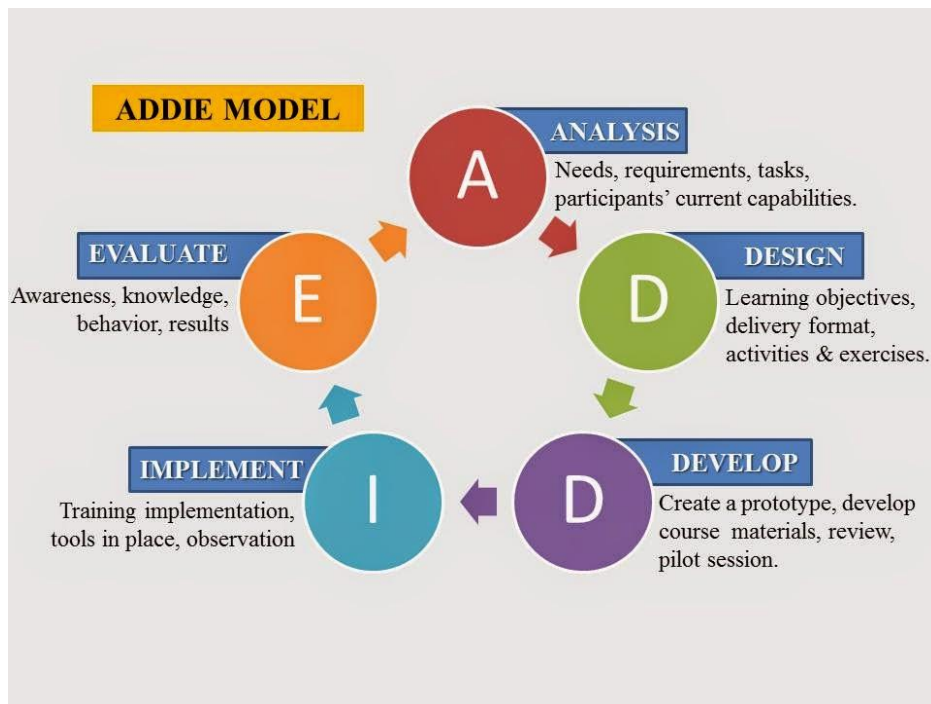 ADDIE MODEL
A
ANALYSIS
Needs, requirements, tasks,
participants’ current capabilities.
D
DESIGN
Learning objectives,
delivery format,
activities & exercises.
D
DEVELOP
Create a prototype, develop
course materials, review,
pilot session.
I
IMPLEMENT
Training implementation,
tools in place, observation
E
EVALUATE
Awareness, knowledge,
behavior, results